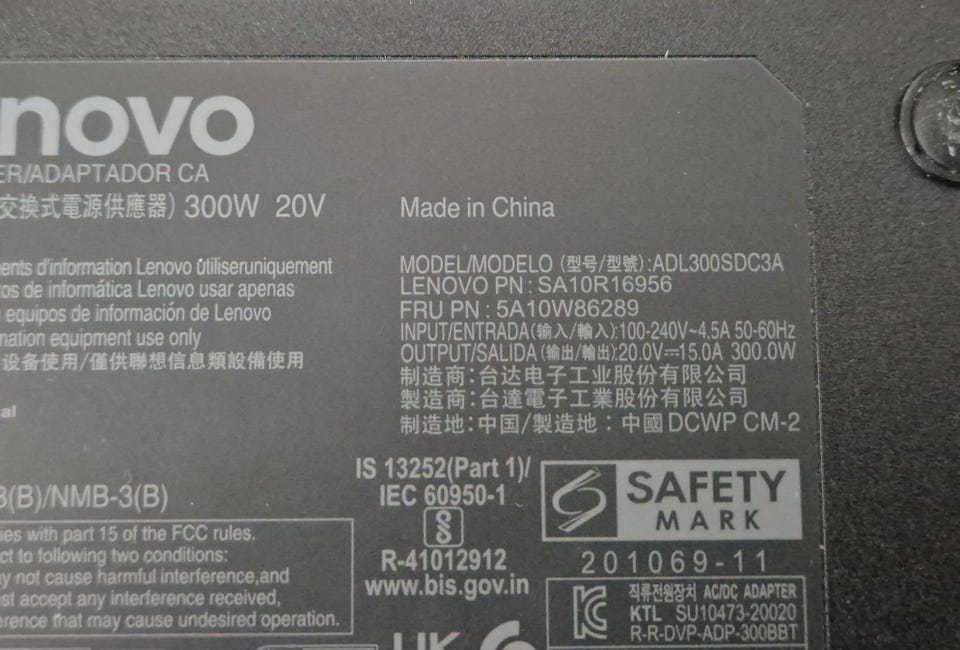 novo
ER/ADAPTADOR CA
交换式電源供應器) 300W 20V
Made in China
ents d'information Lenovo utiliseruniquement
os de informática Lenovo usar apenas
equipos de información de Lenovo
mation equipment use only
设备使用/僅供聯想信息類設備使用
MODEL/MODELO (型号/型號):ADL300SDC3A
LENOVO PN: SA10R16956
FRU PN: 5A10W86289
INPUT/ENTRADA(输入/輸入):100-240V~4.5A 50-60Hz
OUTPUT/SALIDA(输出/輸出):20.0V⎓15.0A 300.0W
制造商:台达电子工业股份有限公司
製造商:台達電子工業股份有限公司
制造地:中国/製造地:中國 DCWP CM-2
al
3(B)/NMB-3(B)
ies with part 15 of the FCC rules.
ct to following two conditions:
y not cause harmful interference,and
st accept any interference received,
erence that may cause undesired operation.
IS 13252(Part 1)/
IEC 60950-1
R-41012912
www.bis.gov.in
SAFETY
MARK
201069-11
직류전원장치 AC/DC ADAPTER
KTL SU10473-20020
R-R-DVP-ADP-300BBT
UK